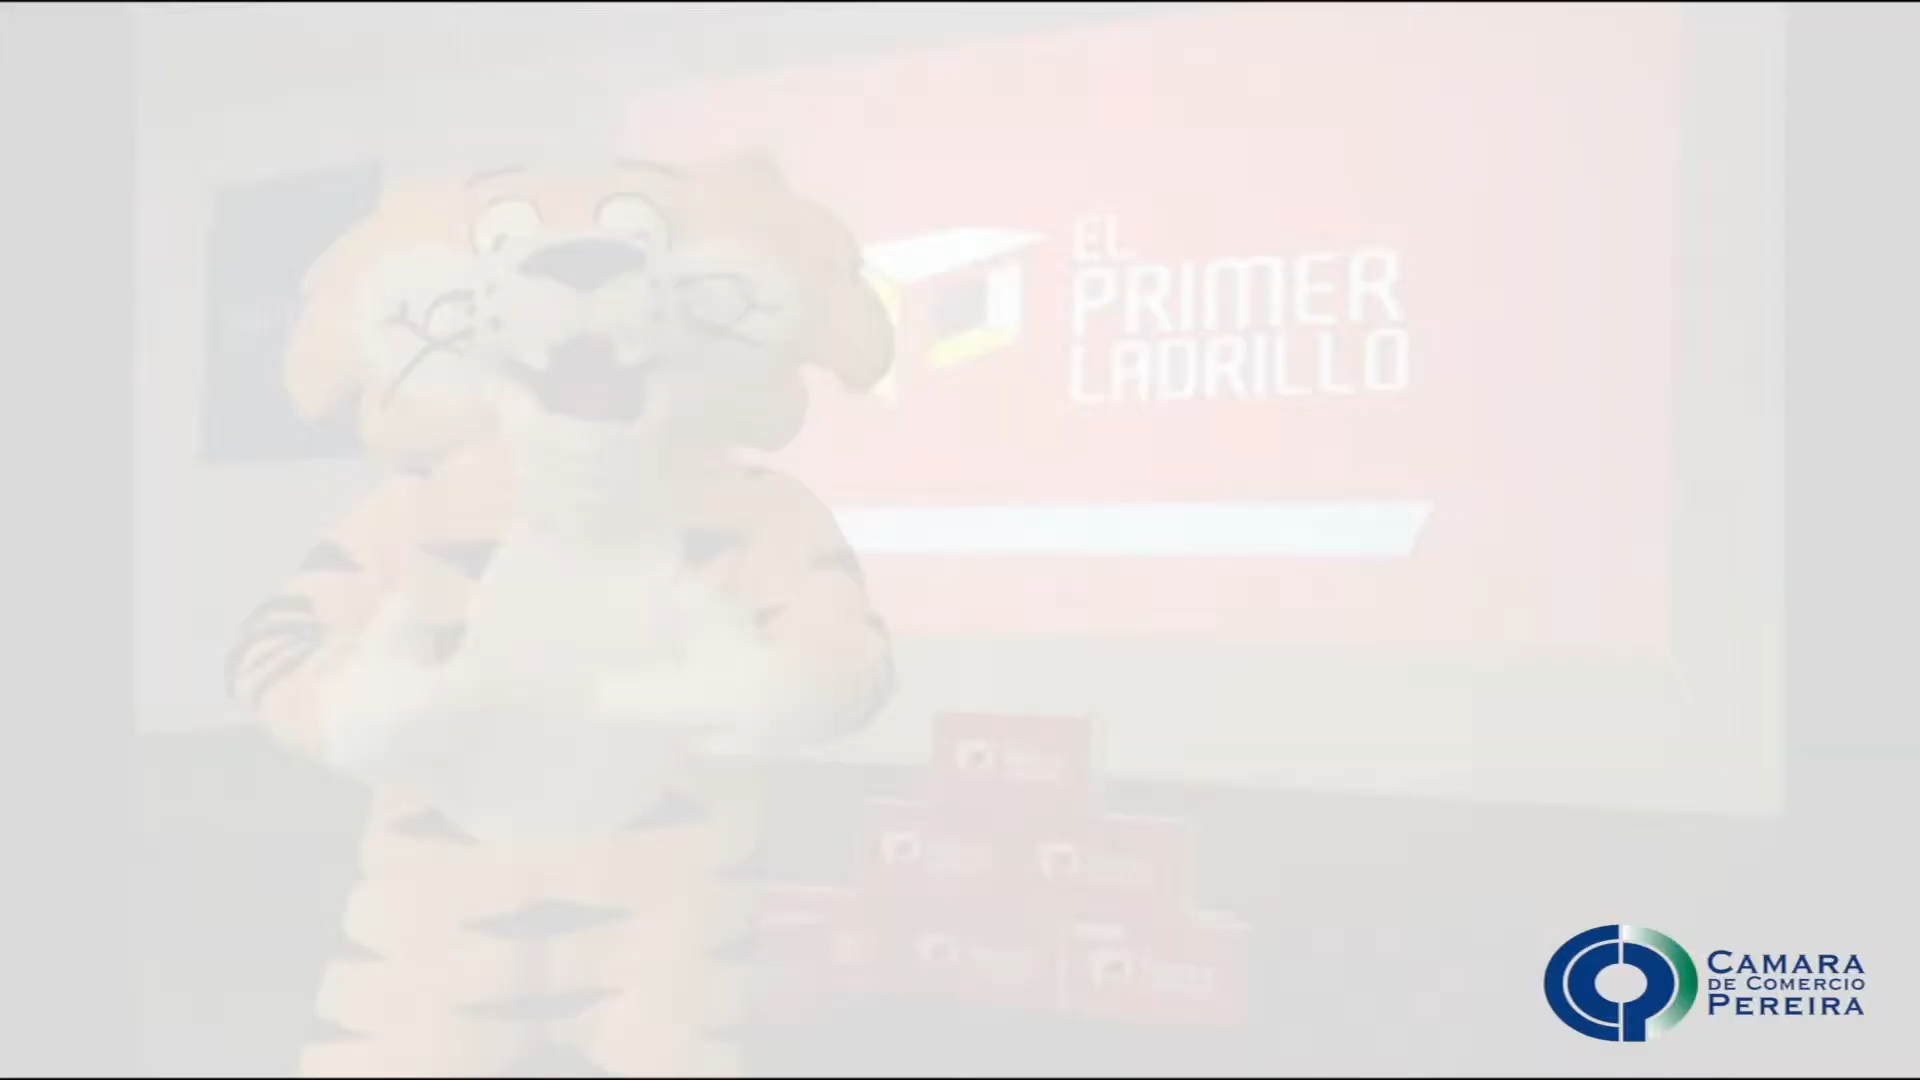 EL
PRIMER
LADRILLO
CAMARA
DE COMERCIO
PEREIRA